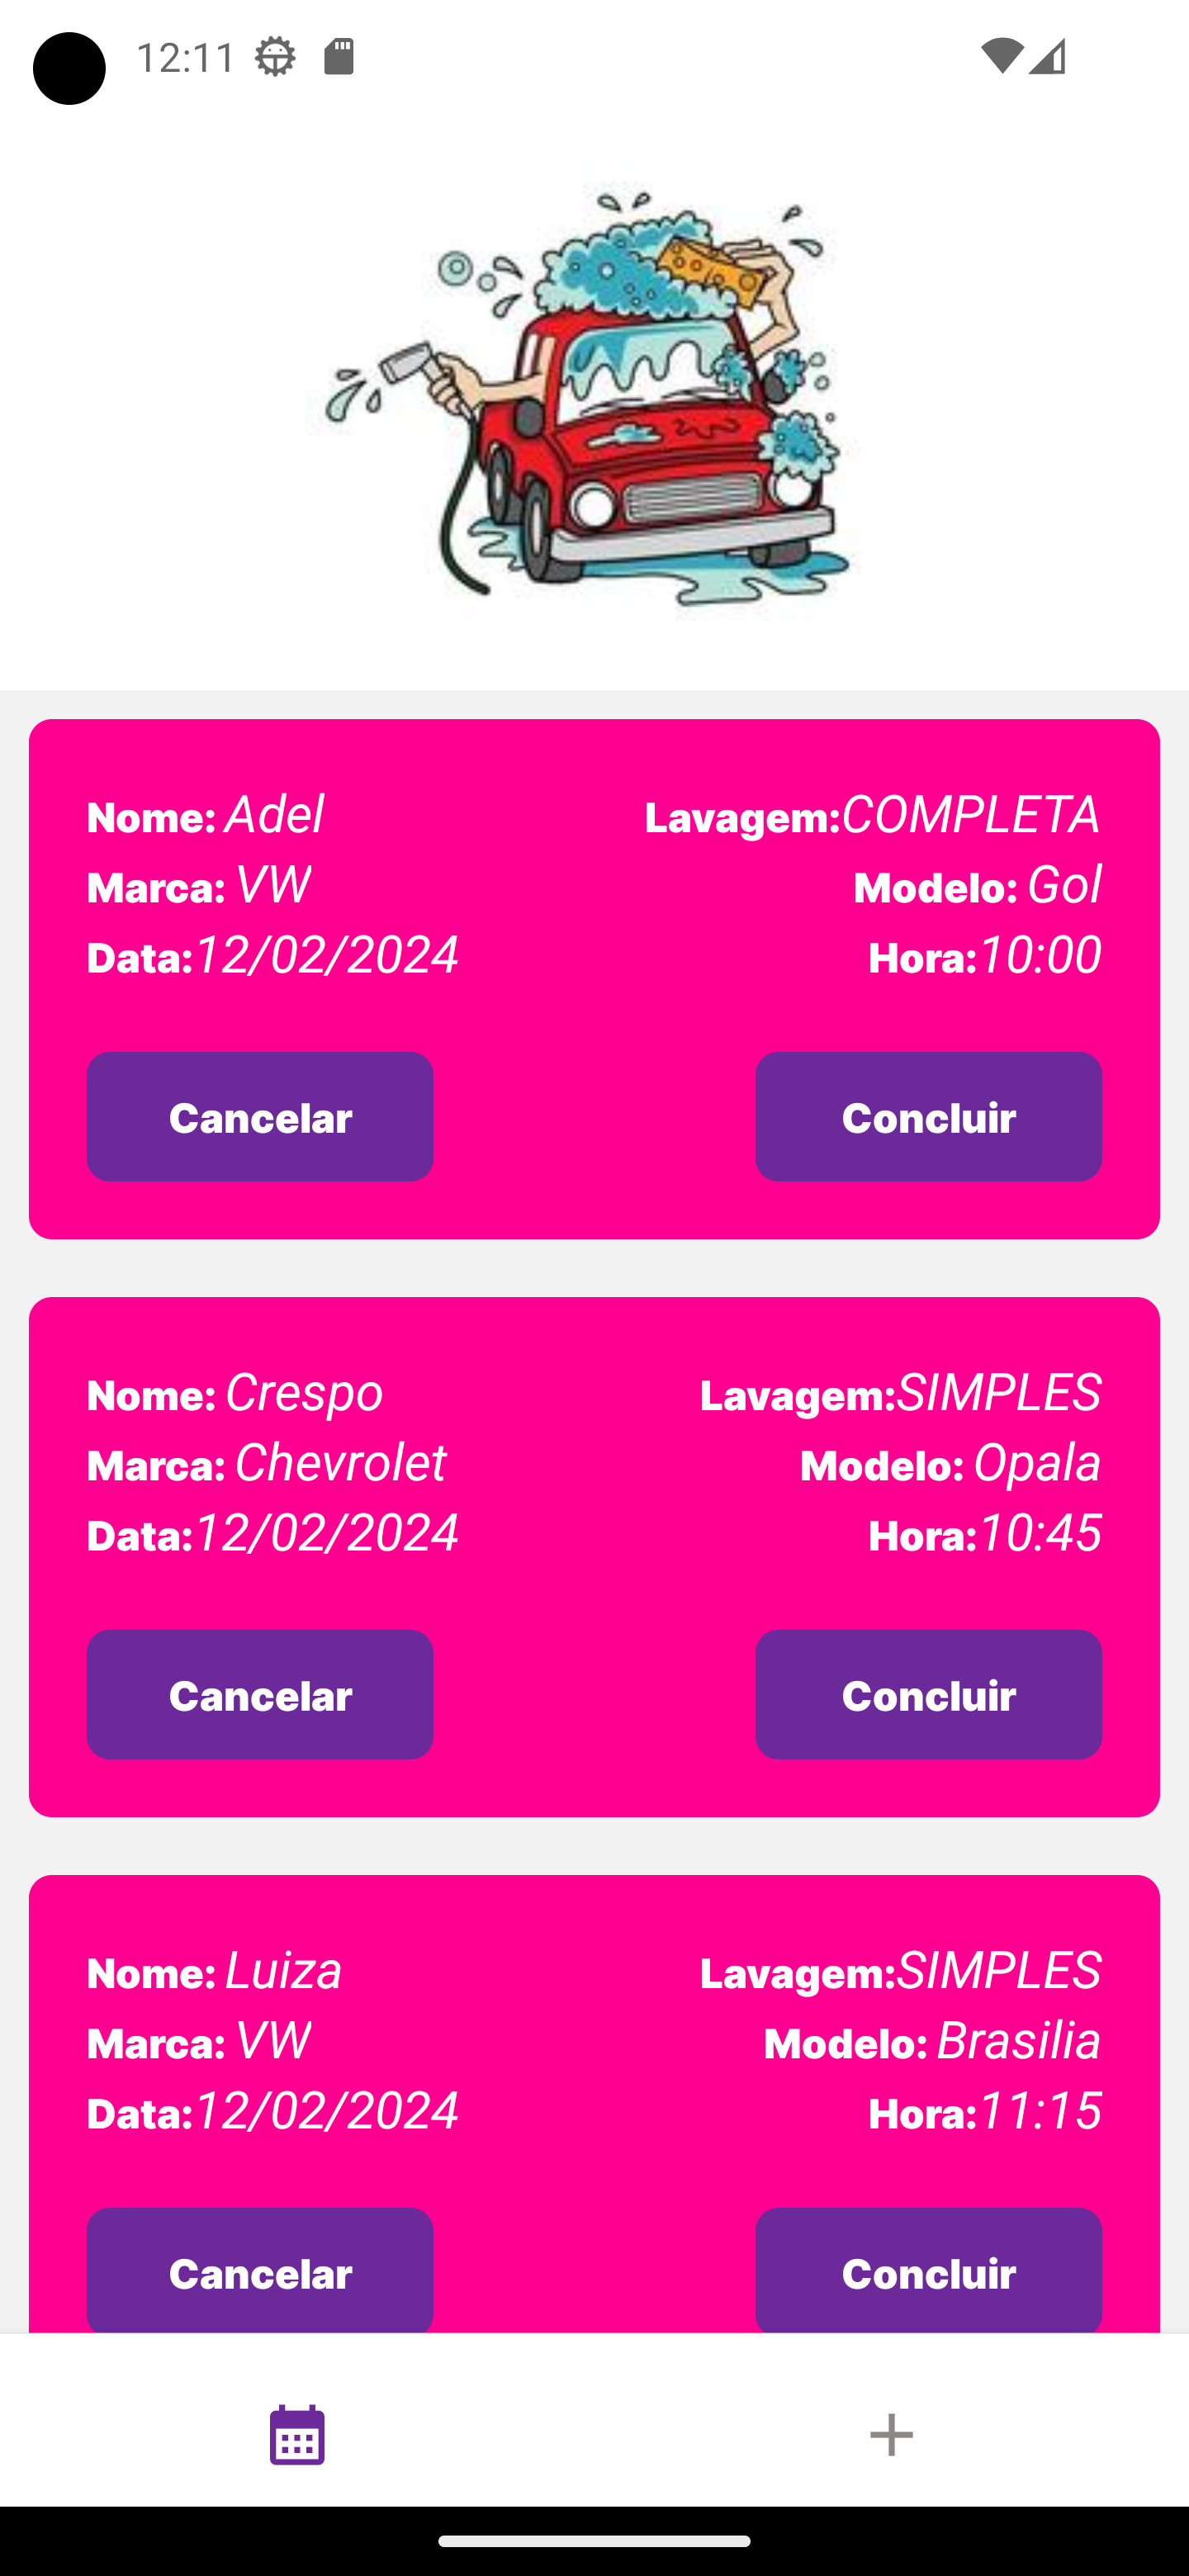 12:11
Nome: Adel Lavagem:COMPLETA
Marca: VW Modelo: Gol
Data:12/02/2024 Hora:10:00
Cancelar Concluir
Nome: Crespo Lavagem:SIMPLES
Marca: Chevrolet Modelo: Opala
Data:12/02/2024 Hora:10:45
Cancelar Concluir
Nome: Luiza Lavagem:SIMPLES
Marca: VW Modelo: Brasilia
Data:12/02/2024 Hora:11:15
Cancelar Concluir